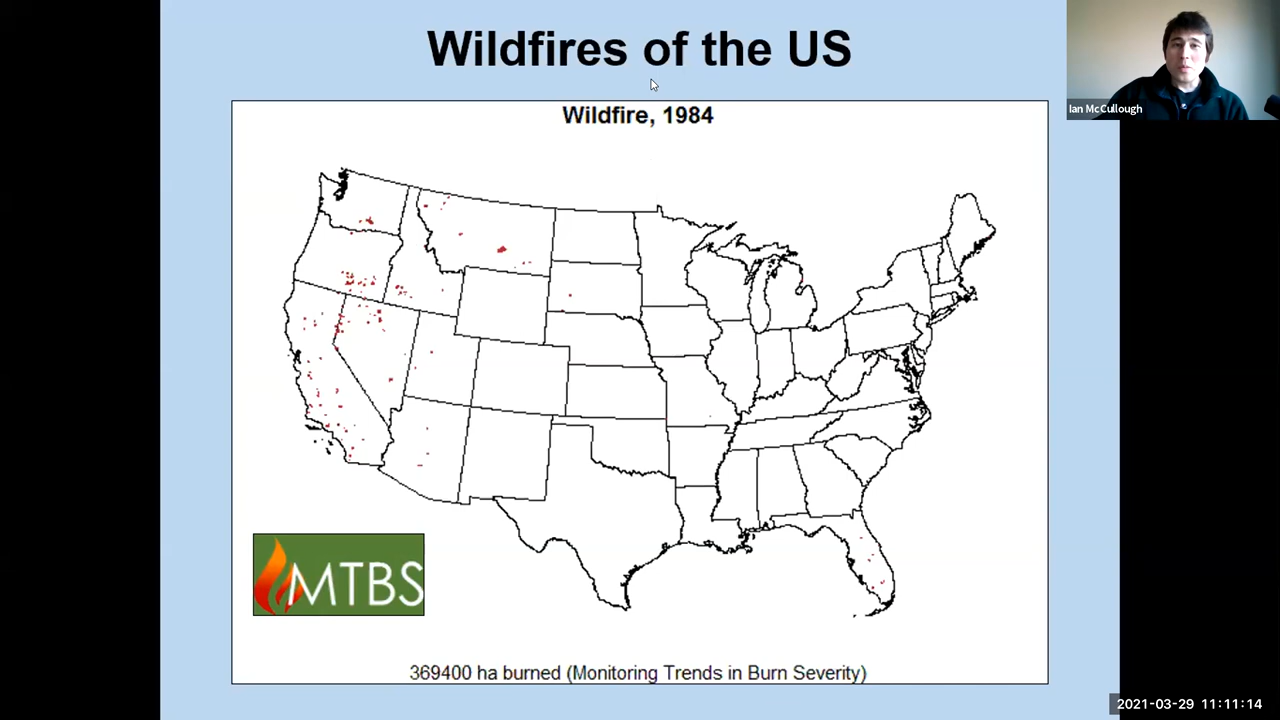 Wildfires of the US
Ian McCullough
Wildfire, 1984
MTBS
369400 ha burned (Monitoring Trends in Burn Severity)
2021-03-29 11:11:14